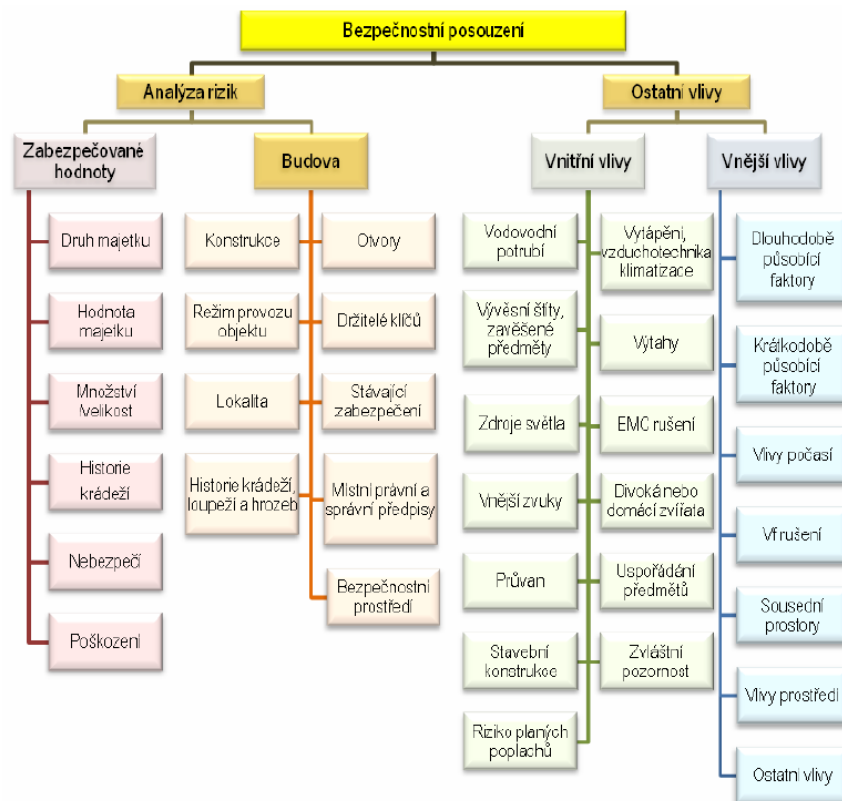 Bezpečnostní posouzení
Analýza rizik
Ostatní vlivy
Zabezpečované
hodnoty
Budova
Vnitřní vlivy
Vnější vlivy
Druh majetku
Hodnota
majetku
Množství
/velikost
Historie
krádeží
Nebezpečí
Poškození
Konstrukce
Otvory
Režim provozu
objektu
Držitelé klíčů
Lokalita
Stávající
zabezpečení
Historie krádeží,
loupeží a hrozeb
Místní právní a
správní předpisy
Bezpečnostní
prostředí
Vodovodní
potrubí
Vytápění,
vzduchotechnika
klimatizace
Vývěsní štíty,
zavěšené
předměty
Výtahy
Zdroje světla
EMC rušení
Vnější zvuky
Divoká nebo
domácí zvířata
Průvan
Uspořádání
předmětů
Stavební
konstrukce
Zvláštní
pozornost
Riziko planých
poplachů
Dlouhodobě
působící
faktory
Krátkodobě
působící
faktory
Vlivy počasí
Vf rušení
Sousední
prostory
Vlivy prostředí
Ostatní vlivy